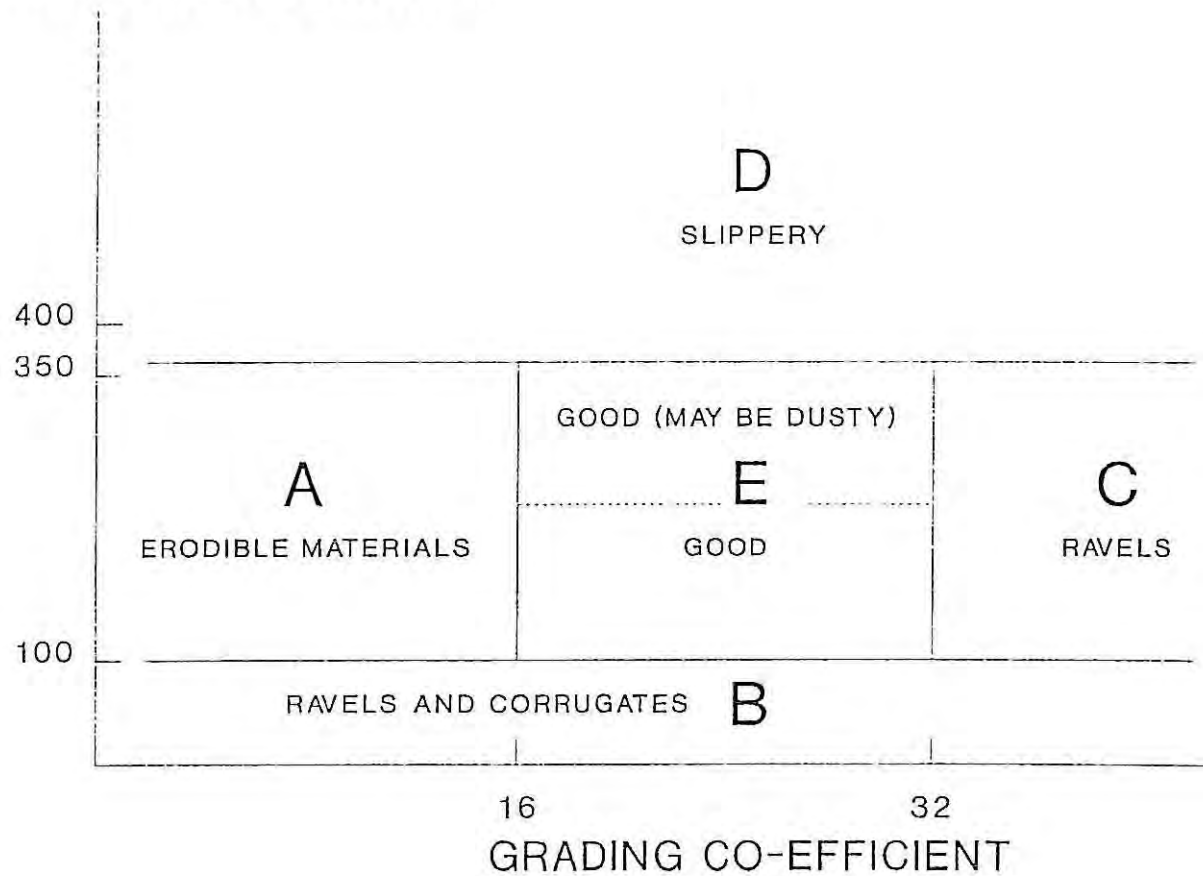 D
SLIPPERY
400
350
GOOD (MAY BE DUSTY)
A
E
C
ERODIBLE MATERIALS
GOOD
RAVELS
100
RAVELS AND CORRUGATES
B
16
32
GRADING CO-EFFICIENT